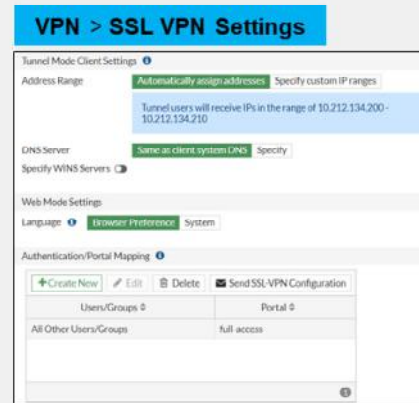 VPN > SSL VPN Settings
Tunnel Mode Client Settings
Address Range Automatically assign addresses Specify custom IP ranges
Tunnel users will receive IPs in the range of 10.212.134.200 -
10.212.134.210
DNS Server Same as client system DNS Specify
Specify WINS Servers
Web Mode Settings
Language Browser Preference System
Authentication/Portal Mapping
+ Create New Edit Delete Send SSL-VPN Configuration
Users/Groups Portal
All Other Users/Groups full-access
1